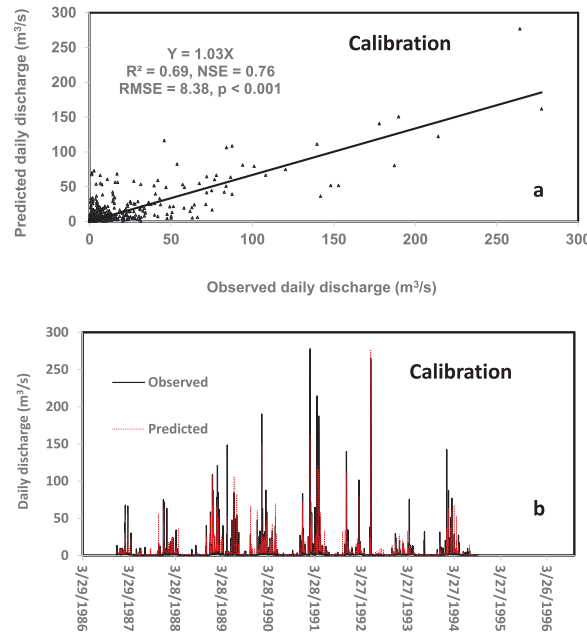 Predicted daily discharge (m³/s)
300
250
200
150
100
50
0
Y = 1.03X
R² = 0.69, NSE = 0.76
RMSE = 8.38, p < 0.001
Calibration
a
0 50 100 150 200 250 300
Observed daily discharge (m³/s)
Daily discharge (m³/s)
300
250
200
150
100
50
0
Observed
Predicted
Calibration
b
3/29/1986
3/29/1987
3/28/1988
3/28/1989
3/28/1990
3/28/1991
3/27/1992
3/27/1993
3/27/1994
3/27/1995
3/26/1996